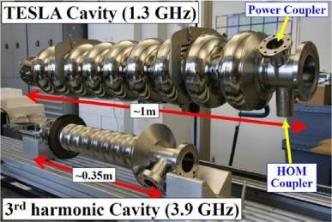 TESLA Cavity (1.3 GHz)
Power Coupler
~1m
HOM
Coupler
~0.35m
3rd harmonic Cavity (3.9 GHz)